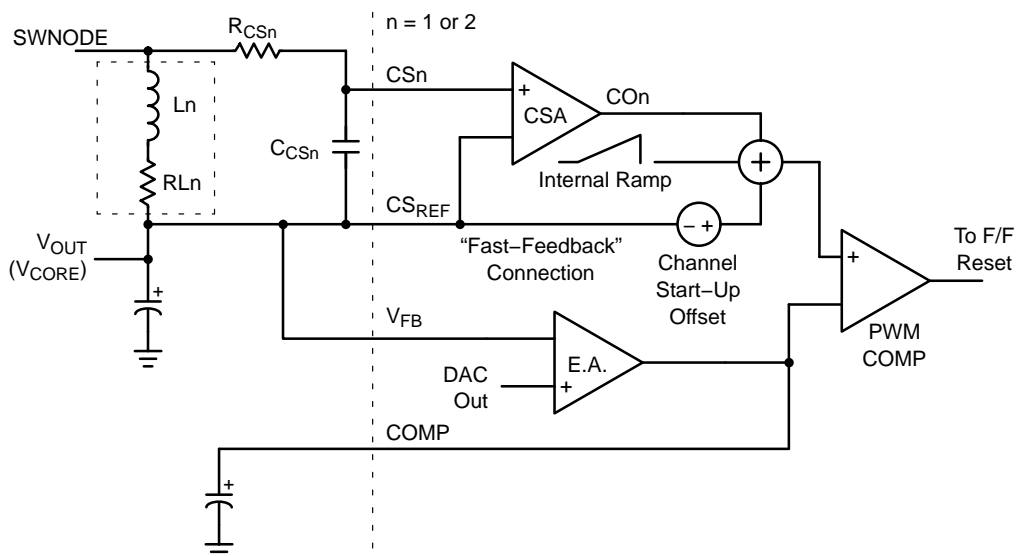 n = 1 or 2
SWNODE
RCSn
CSn
COn
+
CSA
Ln
CCSn
+
Internal Ramp
RLn
CSREF
– +
VOUT
(VCORE)
“Fast–Feedback”
Connection
Channel
Start–Up
Offset
+
To F/F
Reset
+
PWM
COMP
VFB
E.A.
DAC
Out
+
COMP
+